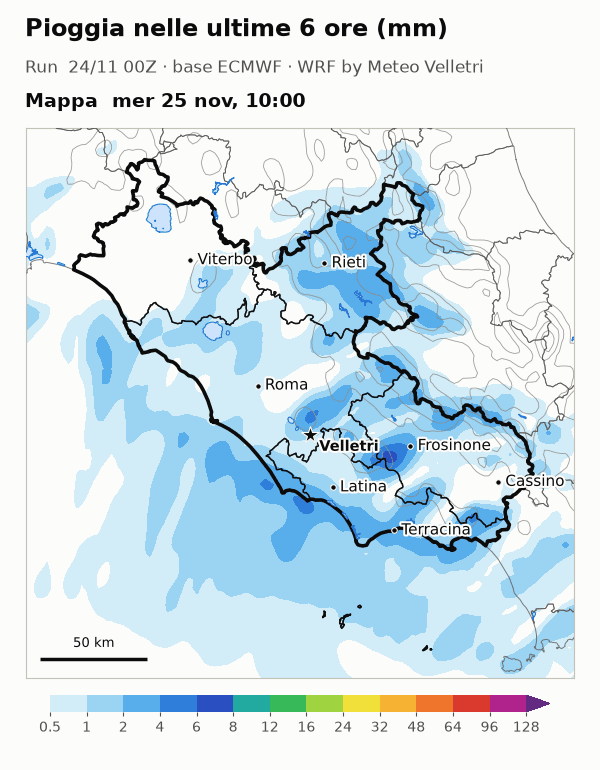 Pioggia nelle ultime 6 ore (mm)
Run  24/11 00Z · base ECMWF · WRF by Meteo Velletri
Mappa  mer 25 nov, 10:00
Viterbo
Rieti
Roma
Velletri
Frosinone
Cassino
Latina
Terracina
50 km
0.5 1 2 4 6 8 12 16 24 32 48 64 96 128